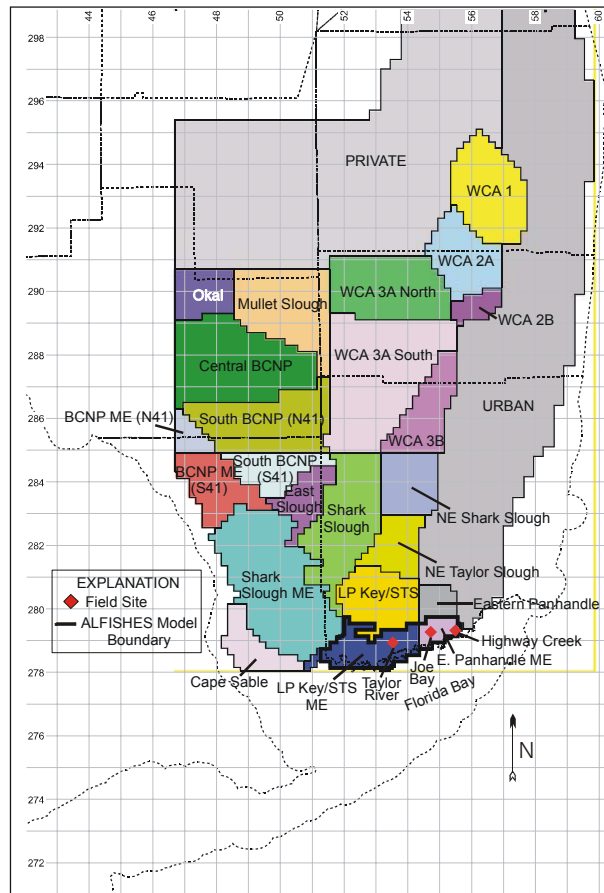 44
46
48
50
52
54
56
58
60
298
296
294
292
290
288
286
284
282
280
278
276
274
272
PRIVATE
WCA 1
WCA 2A
Okal
Mullet Slough
WCA 3A North
WCA 2B
Central BCNP
WCA 3A South
URBAN
BCNP ME (N41)
South BCNP (N41)
WCA 3B
BCNP ME
(S41)
South BCNP
(S41)
East
Slough
Shark
Slough
NE Shark Slough
NE Taylor Slough
Shark
Slough ME
LP Key/STS
Eastern Panhandle
EXPLANATION
Field Site
ALFISHES Model
Boundary
Highway Creek
E. Panhandle ME
Joe
Bay
Florida Bay
Taylor
River
LP Key/STS
ME
Cape Sable
N